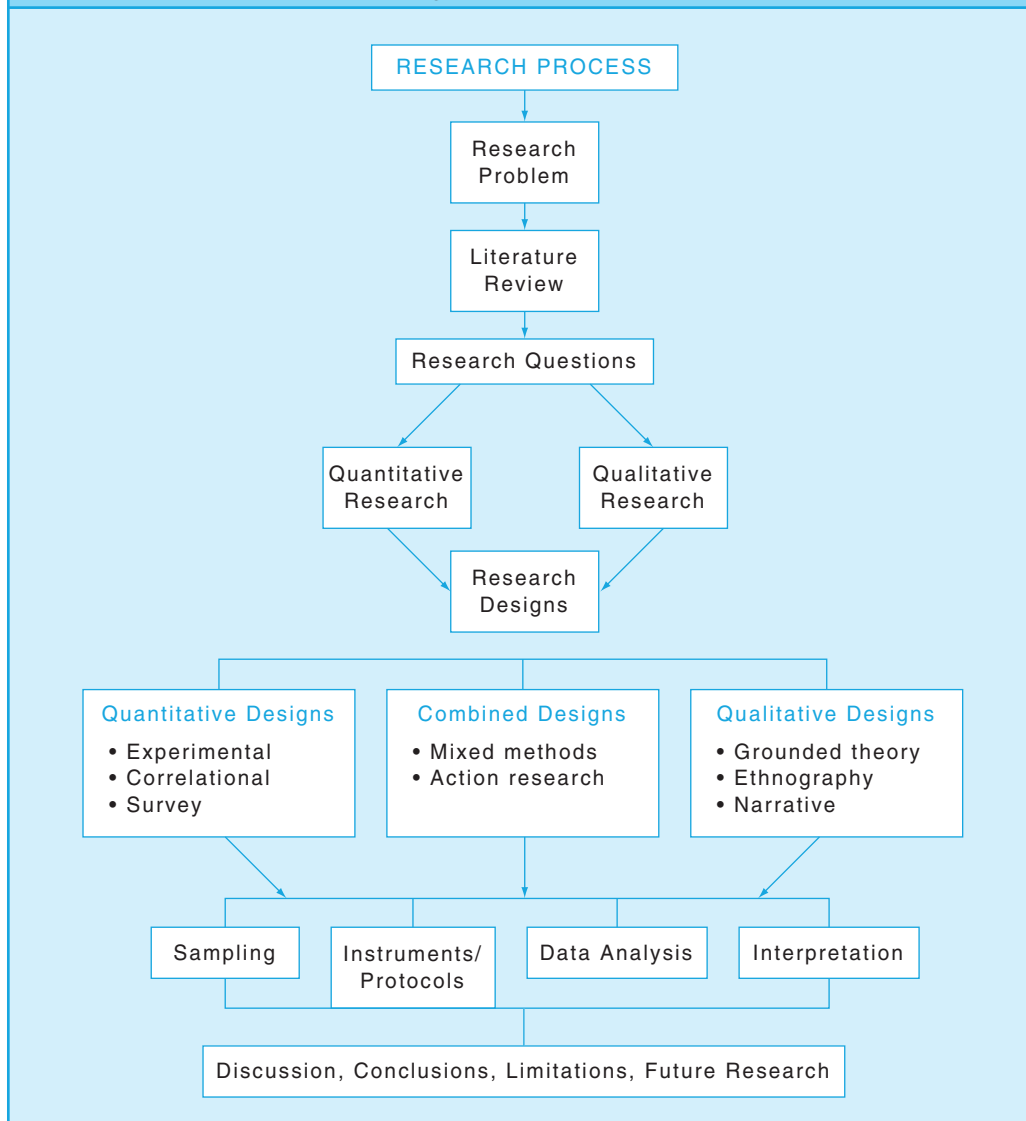 RESEARCH PROCESS
Research
Problem
Literature
Review
Research Questions
Quantitative
Research
Qualitative
Research
Research
Designs
Quantitative Designs
• Experimental
• Correlational
• Survey
Combined Designs
• Mixed methods
• Action research
Qualitative Designs
• Grounded theory
• Ethnography
• Narrative
Sampling
Instruments/
Protocols
Data Analysis
Interpretation
Discussion, Conclusions, Limitations, Future Research